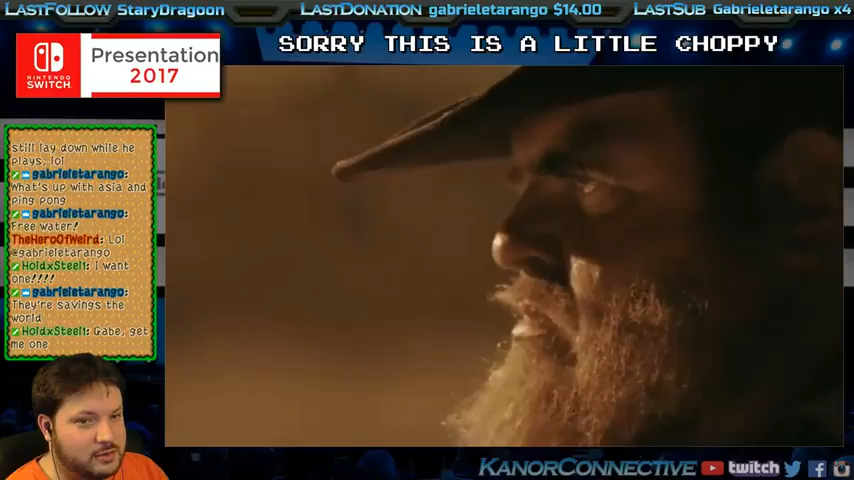 LASTFOLLOW StaryDragoon LASTDONATION gabrieletarango $14.00 LASTSUB Gabrieletarango x4
SORRY THIS IS A LITTLE CHOPPY
NINTENDO
SWITCH
Presentation
2017
still lay down while he
plays, lol
gabrieletarango:
What's up with asia and
ping pong
gabrieletarango:
Free water!
TheHeroOfWeird: Lol
@gabrieletarango
HoldxSteel1: I want
one!!!!
gabrieletarango:
They're savings the
world
HoldxSteel1: Gabe, get
me one
KANORCONNECTIVE twitch